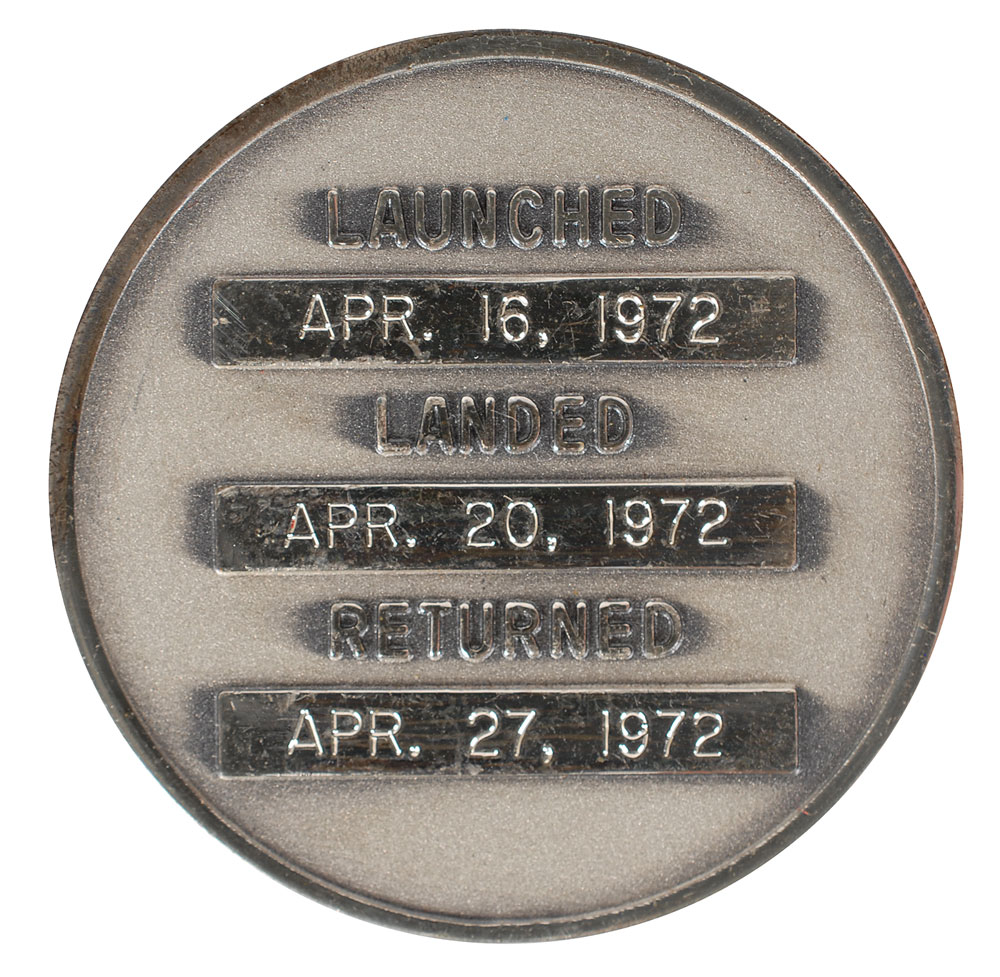 LAUNCHED
APR. 16, 1972
LANDED
APR. 20, 1972
RETURNED
APR. 27, 1972